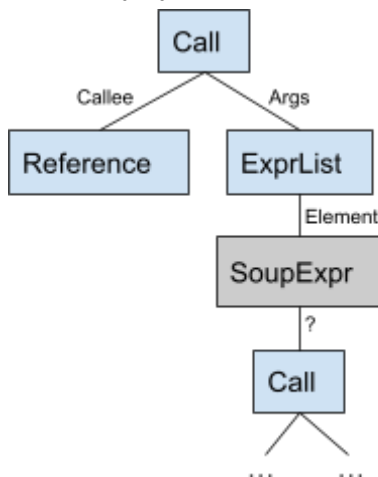 Call
Callee
Args
Reference
ExprList
Element
SoupExpr
?
Call
... ...